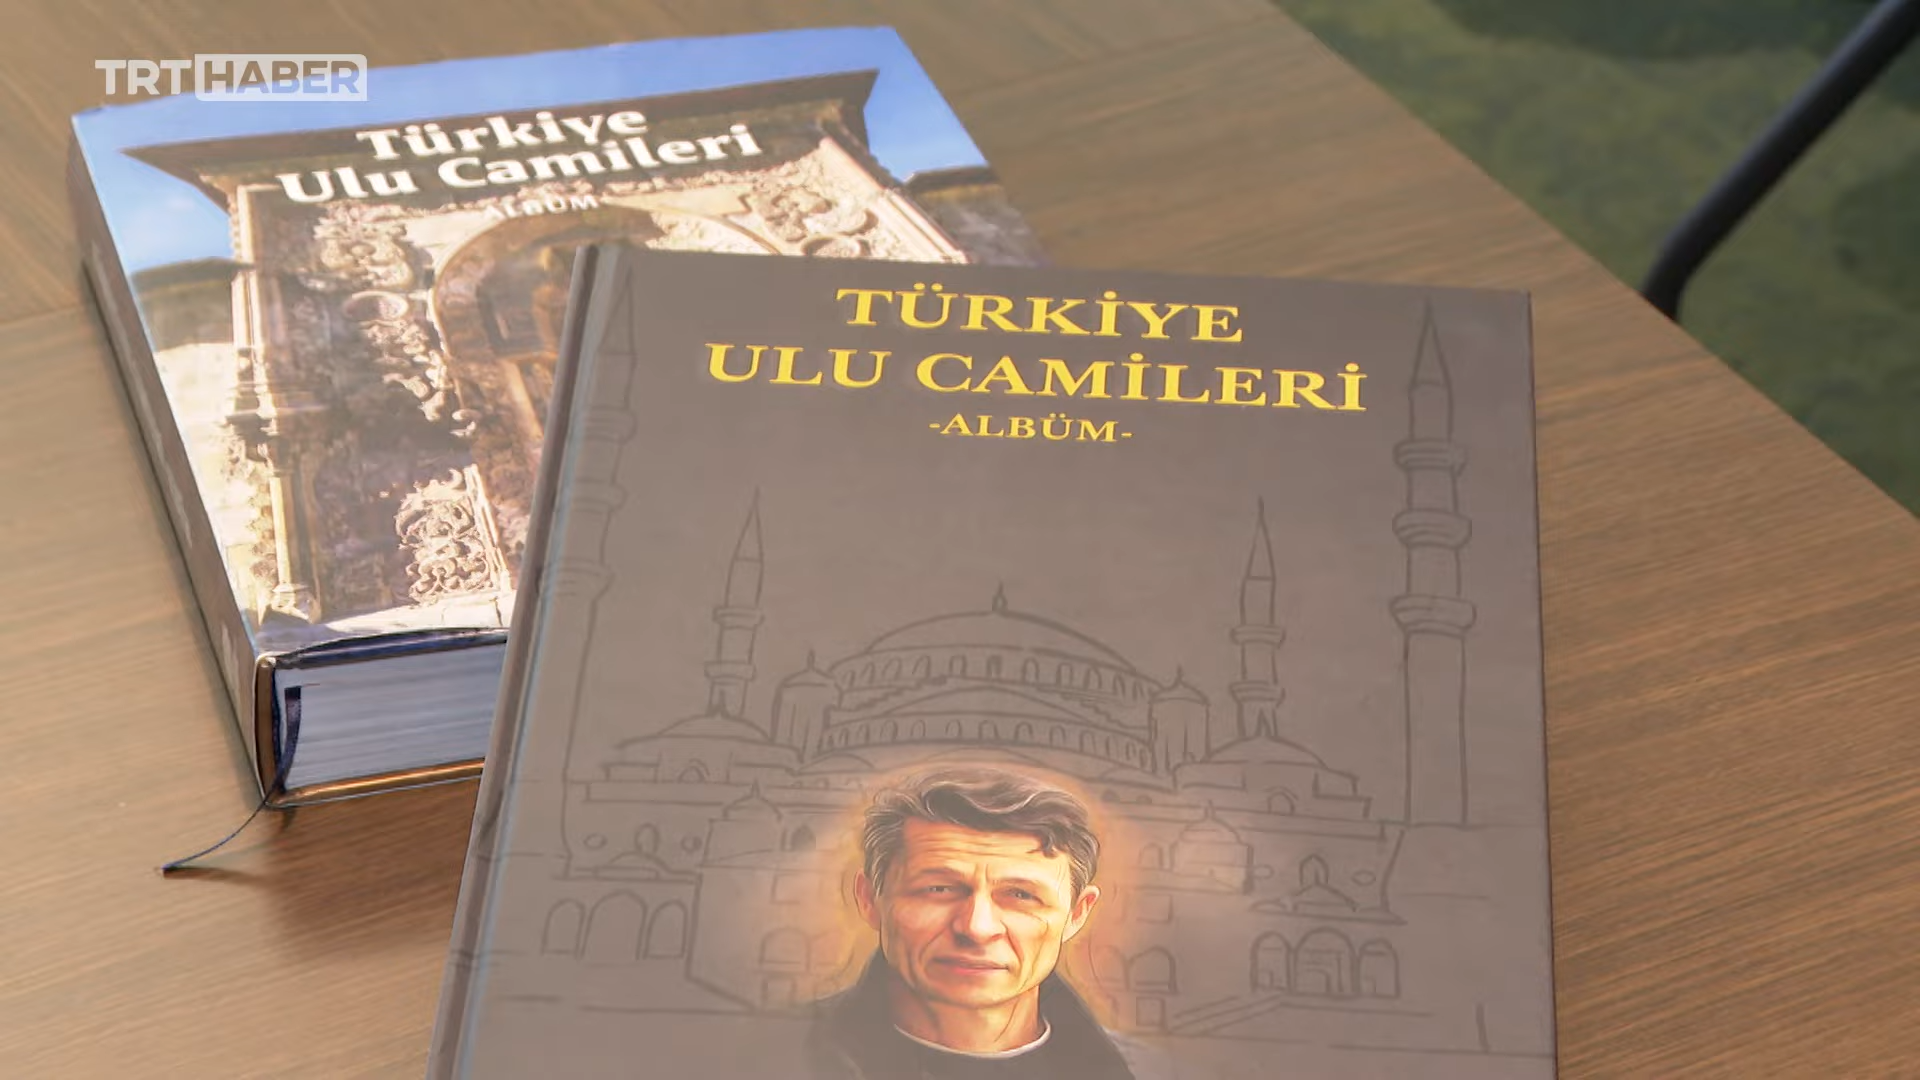 TRT HABER
Türkiye
Ulu Camileri
ALBÜM
TÜRKİYE
ULU CAMİLERİ
-ALBÜM-